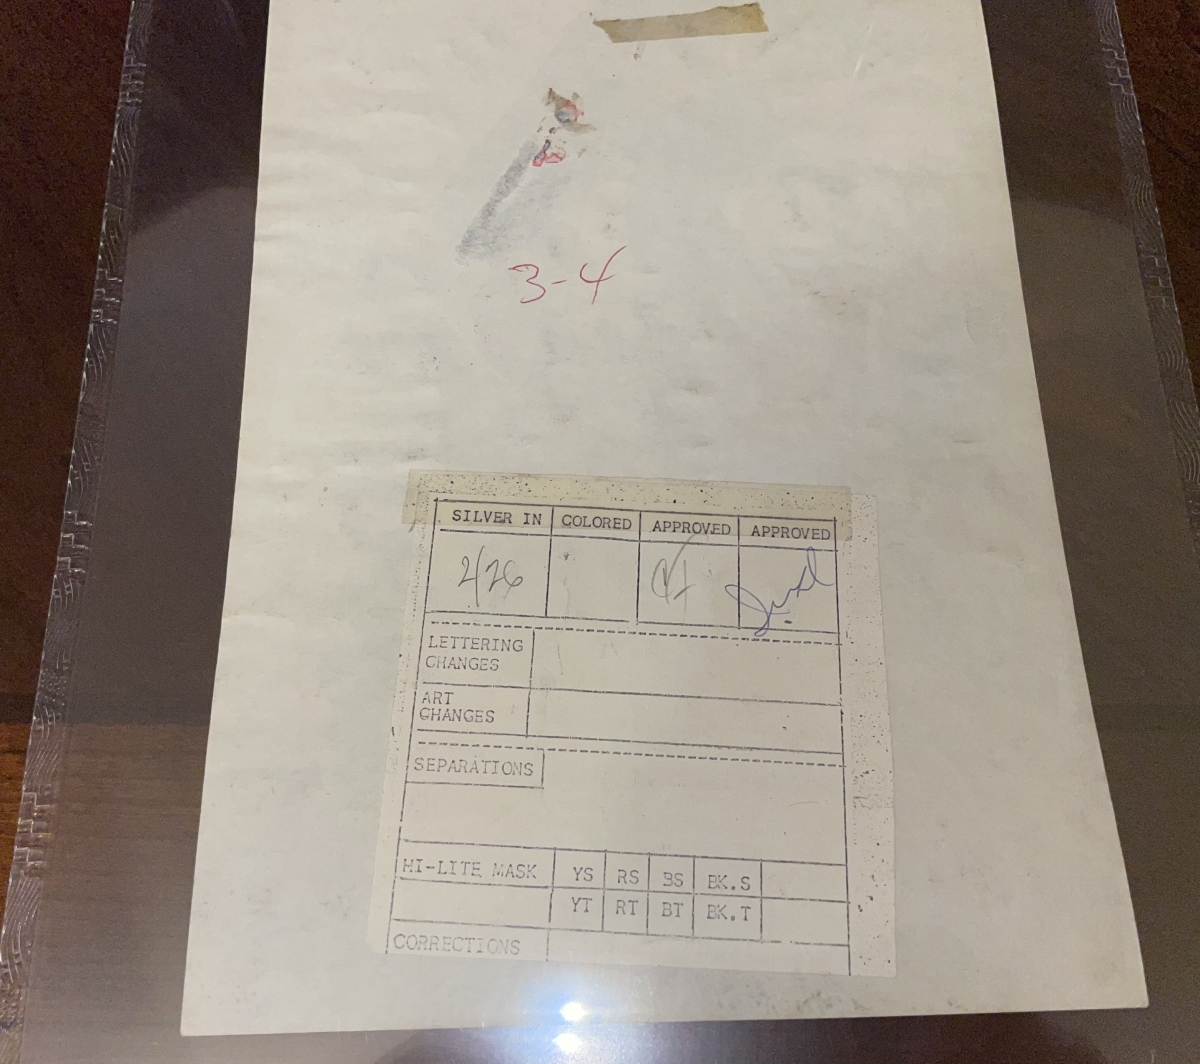 3-4
SILVER IN COLORED APPROVED APPROVED
2/26
LETTERING
CHANGES
ART
CHANGES
SEPARATIONS
HI-LITE MASK YS RS BS BK.S
YT RT BT BK.T
CORRECTIONS